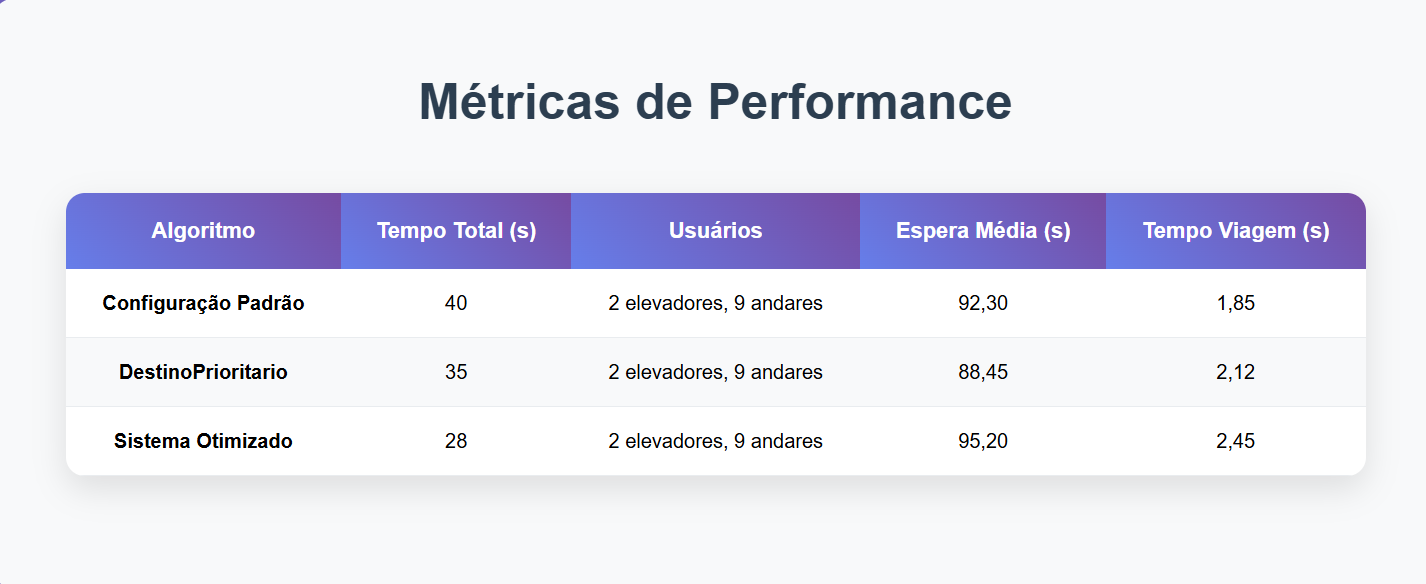 Métricas de Performance
Algoritmo Tempo Total (s) Usuários Espera Média (s) Tempo Viagem (s)
Configuração Padrão 40 2 elevadores, 9 andares 92,30 1,85
DestinoPrioritario 35 2 elevadores, 9 andares 88,45 2,12
Sistema Otimizado 28 2 elevadores, 9 andares 95,20 2,45